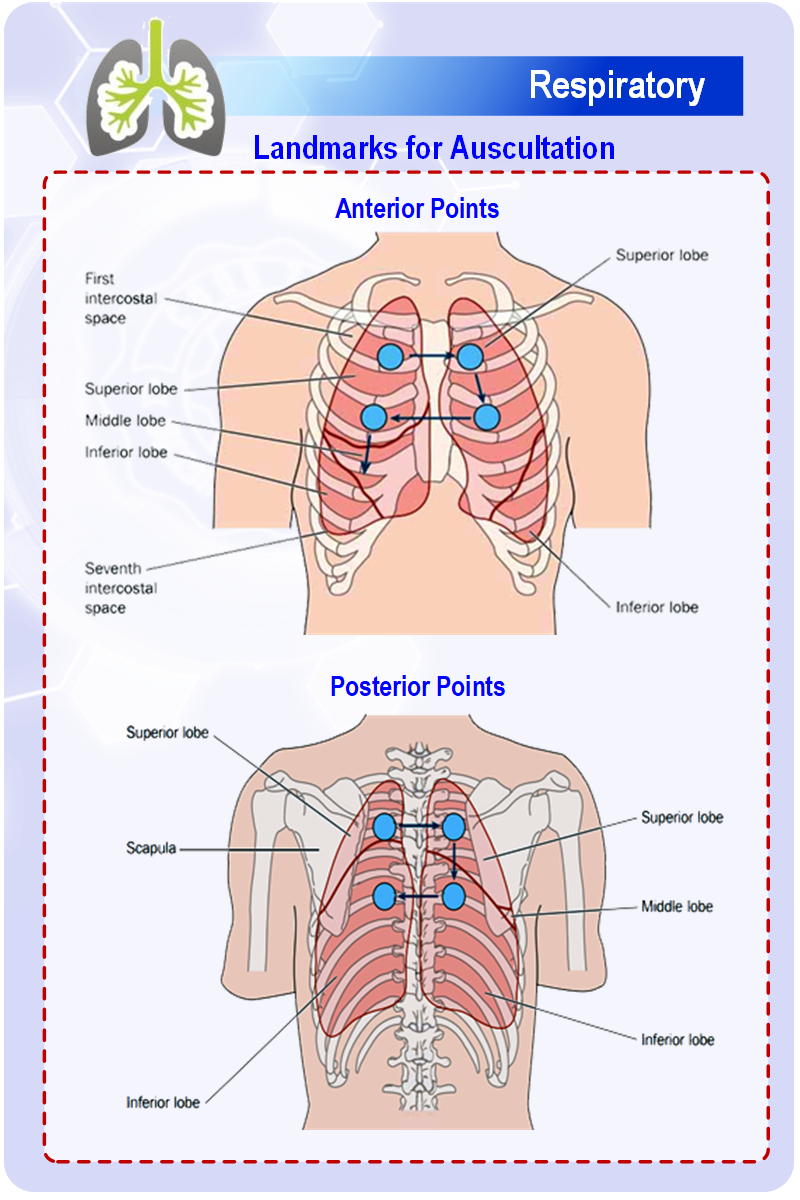 Respiratory
Landmarks for Auscultation
Anterior Points
Superior lobe
First
intercostal
space
Superior lobe
Middle lobe
Inferior lobe
Seventh
intercostal
space
Inferior lobe
Posterior Points
Superior lobe
Superior lobe
Scapula
Middle lobe
Inferior lobe
Inferior lobe